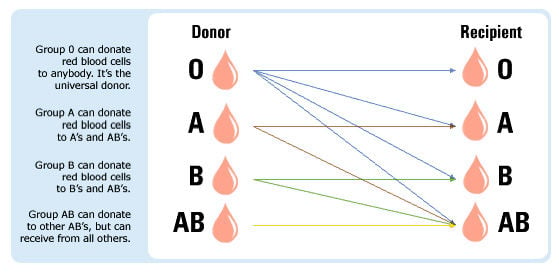 Group 0 can donate
red blood cells
to anybody. It's the
universal donor.
Group A can donate
red blood cells
to A's and AB's.
Group B can donate
red blood cells
to B's and AB's.
Group AB can donate
to other AB's, but can
receive from all others.
Donor
Recipient
O
O
A
A
B
B
AB
AB